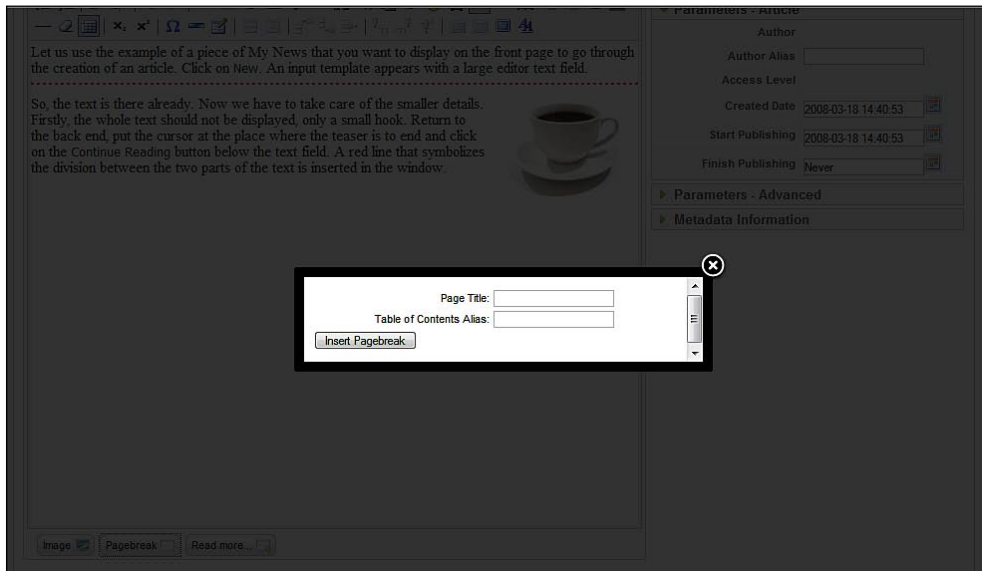 Parameters - Article
Let us use the example of a piece of My News that you want to display on the front page to go through
the creation of an article. Click on New. An input template appears with a large editor text field.
So, the text is there already. Now we have to take care of the smaller details.
Firstly, the whole text should not be displayed, only a small hook. Return to
the back end, put the cursor at the place where the teaser is to end and click
on the Continue Reading button below the text field. A red line that symbolizes
the division between the two parts of the text is inserted in the window.
Author
Author Alias
Access Level
Created Date 2008-03-18 14:40:53
Start Publishing 2008-03-18 14:40:53
Finish Publishing Never
Parameters - Advanced
Metadata Information
Page Title:
Table of Contents Alias:
Insert Pagebreak
Image Pagebreak Read more...